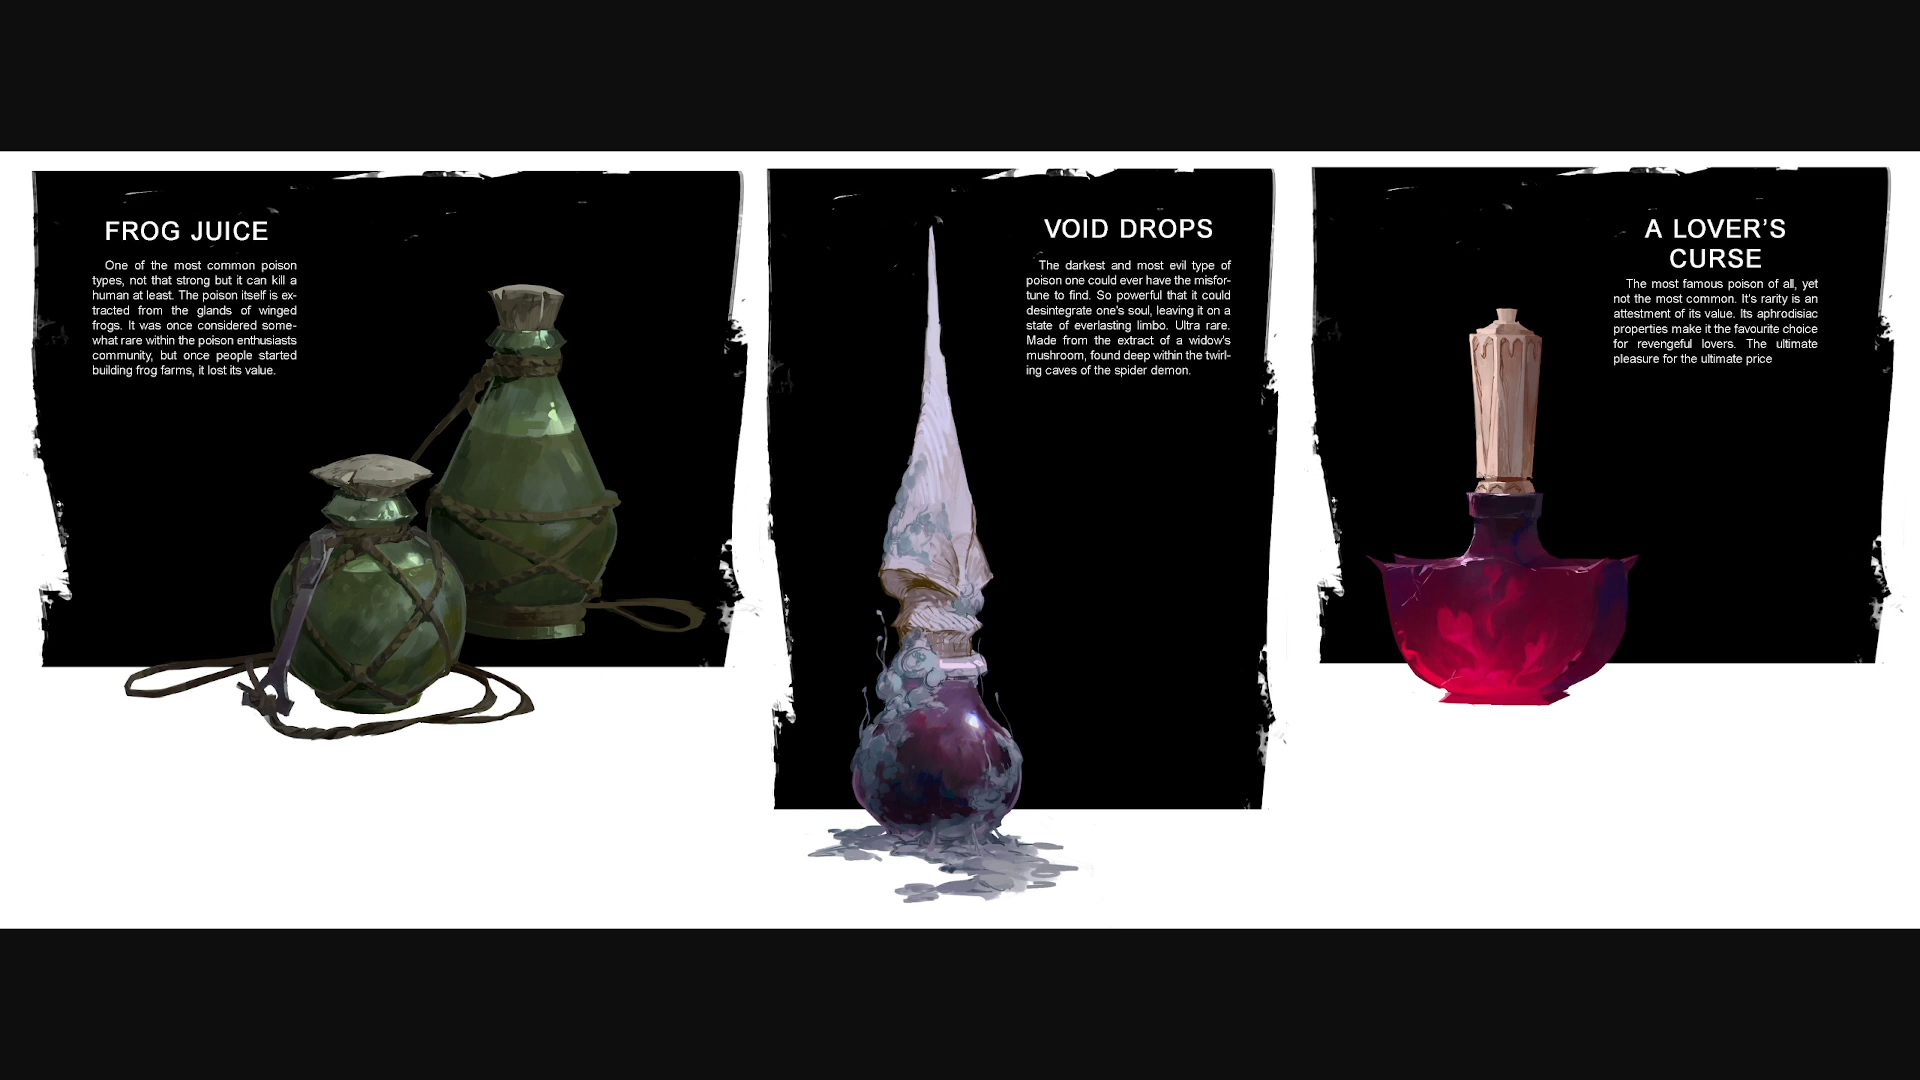 FROG JUICE
One of the most common poison
types, not that strong but it can kill a
human at least. The poison itself is ex-
tracted from the glands of winged
frogs. It was once considered some-
what rare within the poison enthusiasts
community, but once people started
building frog farms, it lost its value.
VOID DROPS
The darkest and most evil type of
poison one could ever have the misfor-
tune to find. So powerful that it could
desintegrate one's soul, leaving it on a
state of everlasting limbo. Ultra rare.
Made from the extract of a widow's
mushroom, found deep within the twirl-
ing caves of the spider demon.
A LOVER'S
CURSE
The most famous poison of all, yet
not the most common. It's rarity is an
attestment of its value. Its aphrodisiac
properties make it the favourite choice
for revengeful lovers. The ultimate
pleasure for the ultimate price